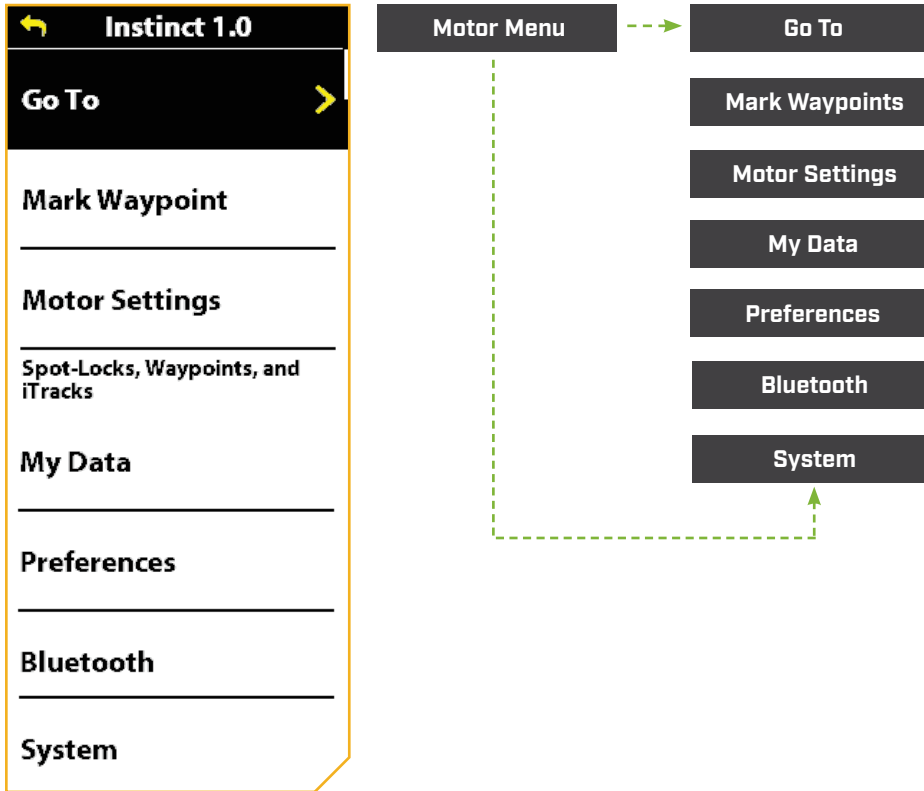 Instinct 1.0
Go To
Mark Waypoint
Motor Settings
Spot-Locks, Waypoints, and
iTracks
My Data
Preferences
Bluetooth
System
Motor Menu
Go To
Mark Waypoints
Motor Settings
My Data
Preferences
Bluetooth
System